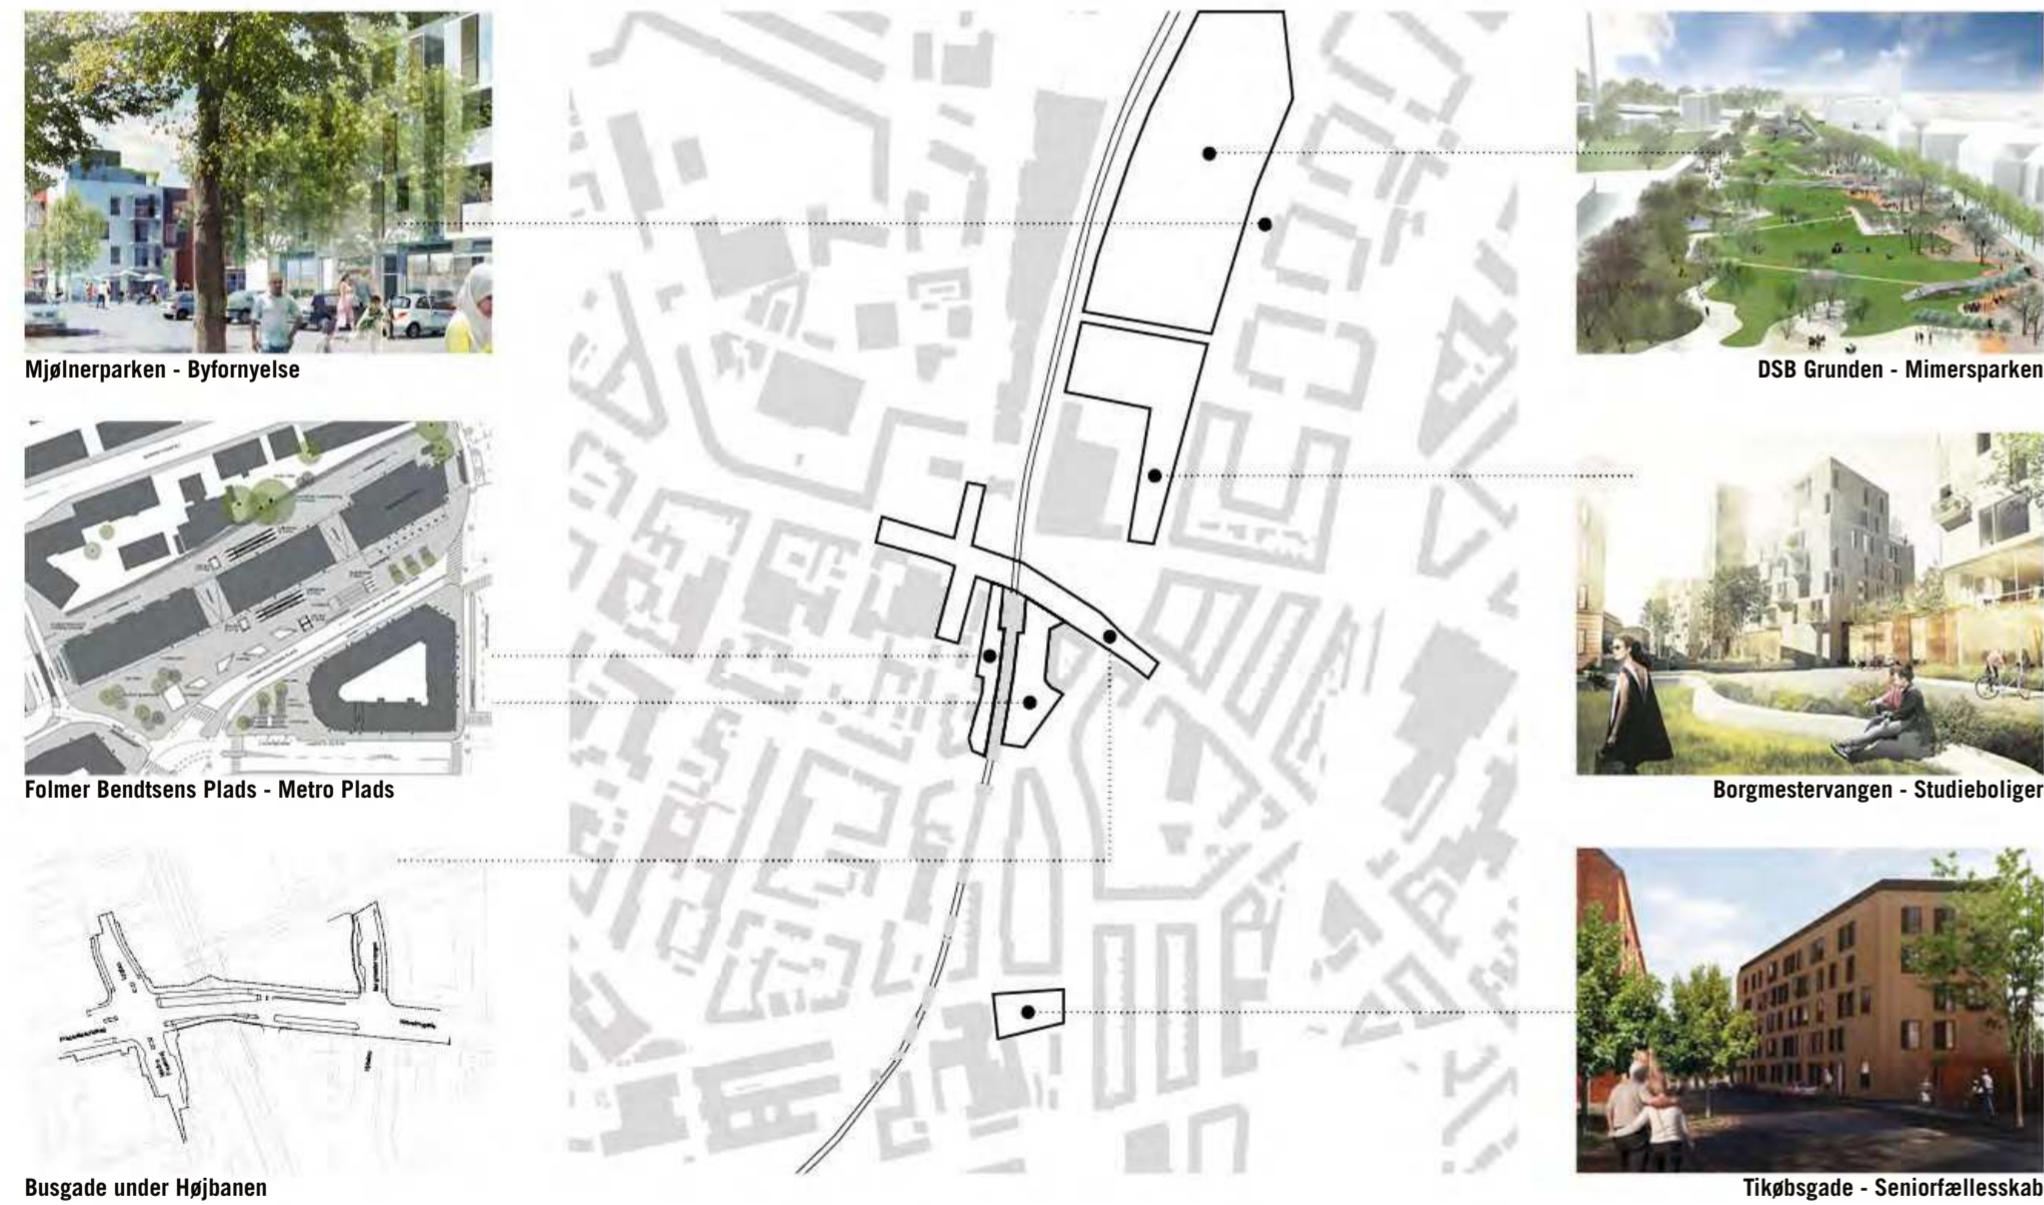 Mjølnerparken - Byfornyelse
DSB Grunden - Mimersparken
Folmer Bendtsens Plads - Metro Plads
Borgmestervangen - Studieboliger
Busgade under Højbanen
Tikøbsgade - Seniorfællesskab